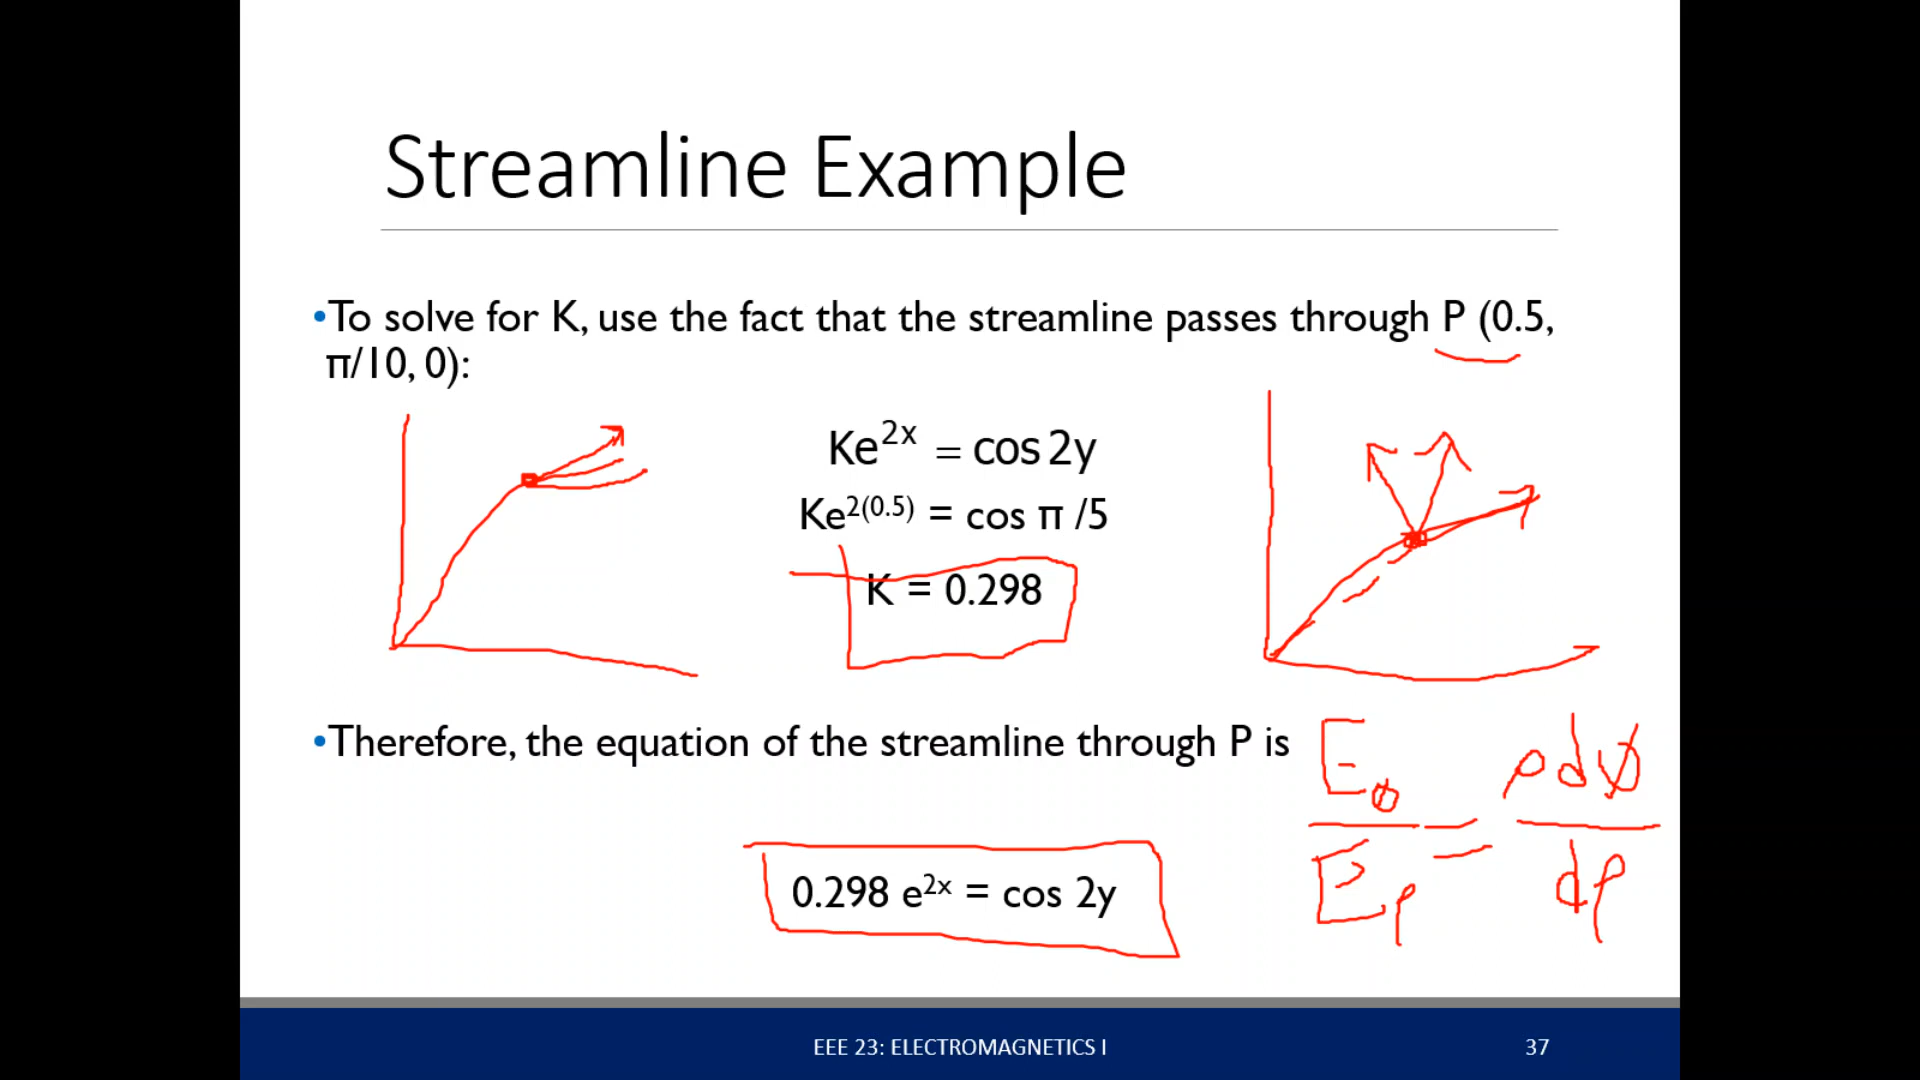 Streamline Example
•To solve for K, use the fact that the streamline passes through P (0.5,
π/10, 0):
Ke^2x = cos 2y
Ke^2(0.5) = cos π /5
K = 0.298
•Therefore, the equation of the streamline through P is
E_ϕ / E_ρ = ρdϕ / dρ
0.298 e^2x = cos 2y
EEE 23: ELECTROMAGNETICS I
37